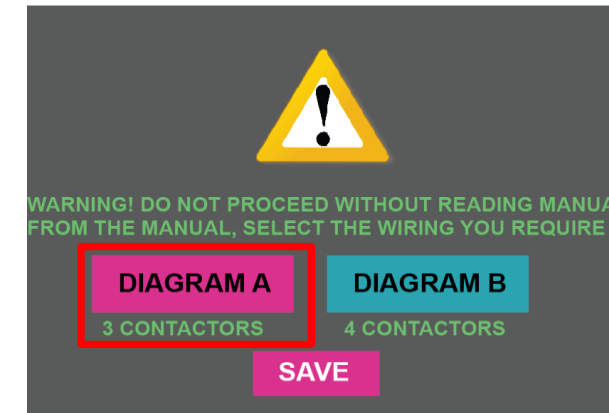 !
WARNING! DO NOT PROCEED WITHOUT READING MANUA
FROM THE MANUAL, SELECT THE WIRING YOU REQUIRE
DIAGRAM A
DIAGRAM B
3 CONTACTORS
4 CONTACTORS
SAVE